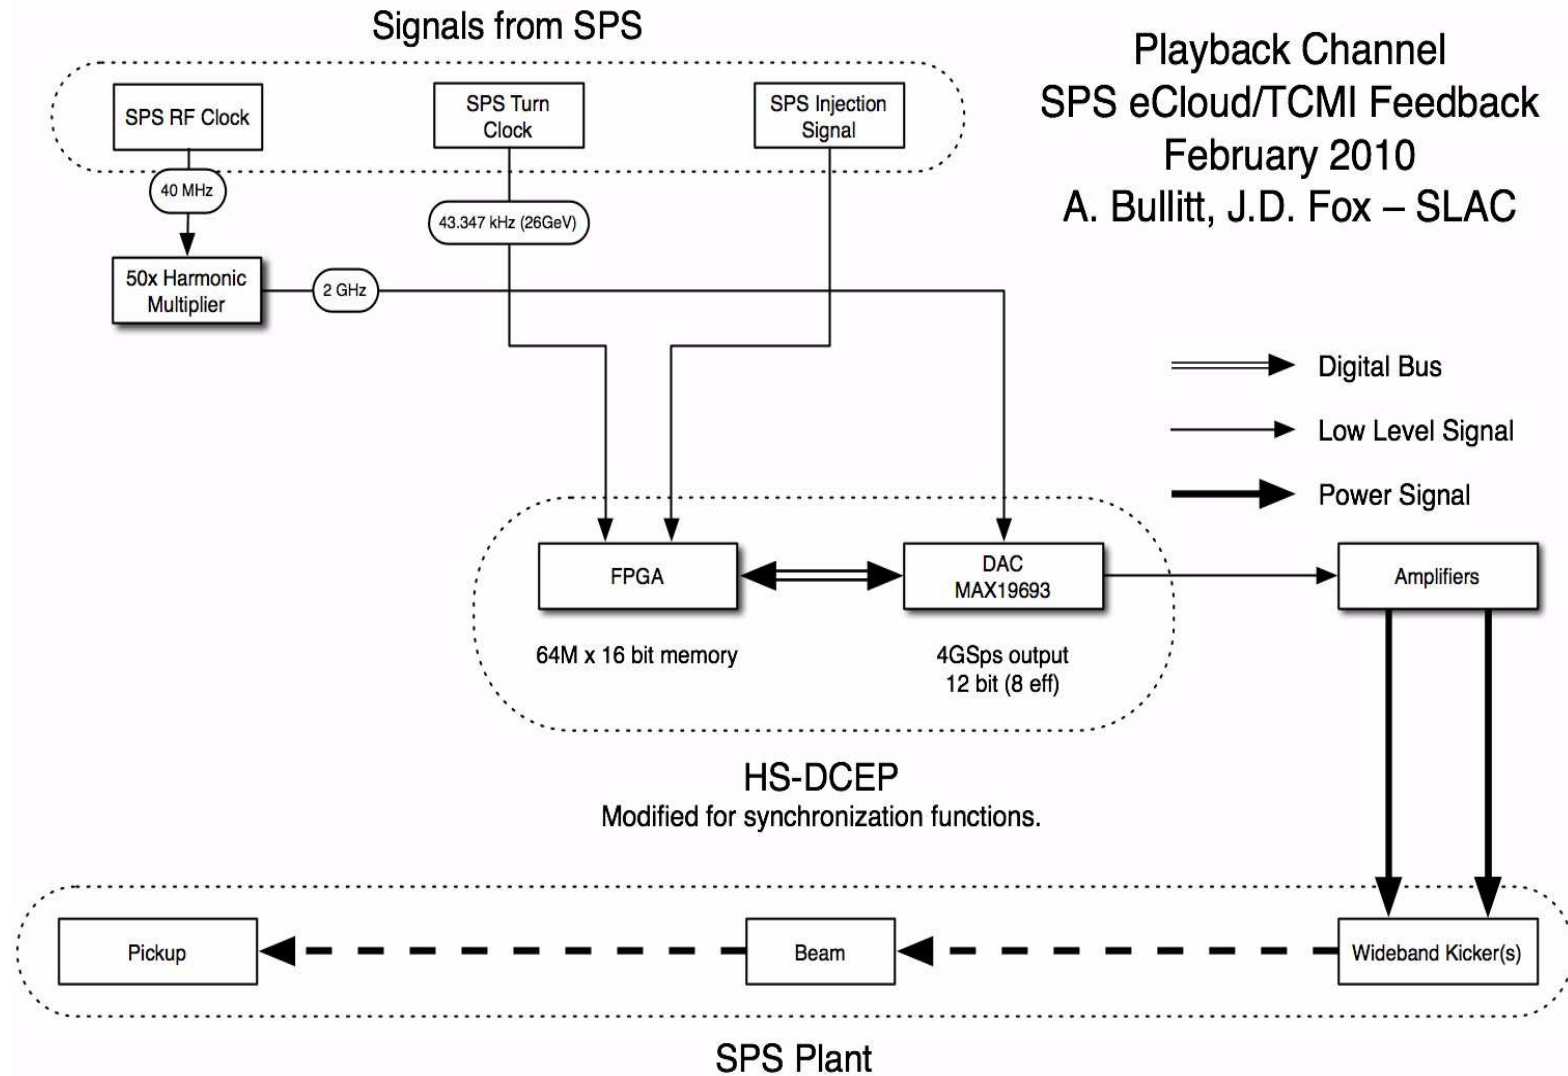 Signals from SPS
Playback Channel
SPS eCloud/TCMI Feedback
February 2010
A. Bullitt, J.D. Fox – SLAC
SPS RF Clock
SPS Turn
Clock
SPS Injection
Signal
40 MHz
43.347 kHz (26GeV)
50x Harmonic
Multiplier
2 GHz
Digital Bus
Low Level Signal
Power Signal
FPGA
DAC
MAX19693
Amplifiers
64M x 16 bit memory
4GSps output
12 bit (8 eff)
HS-DCEP
Modified for synchronization functions.
Pickup
Beam
Wideband Kicker(s)
SPS Plant